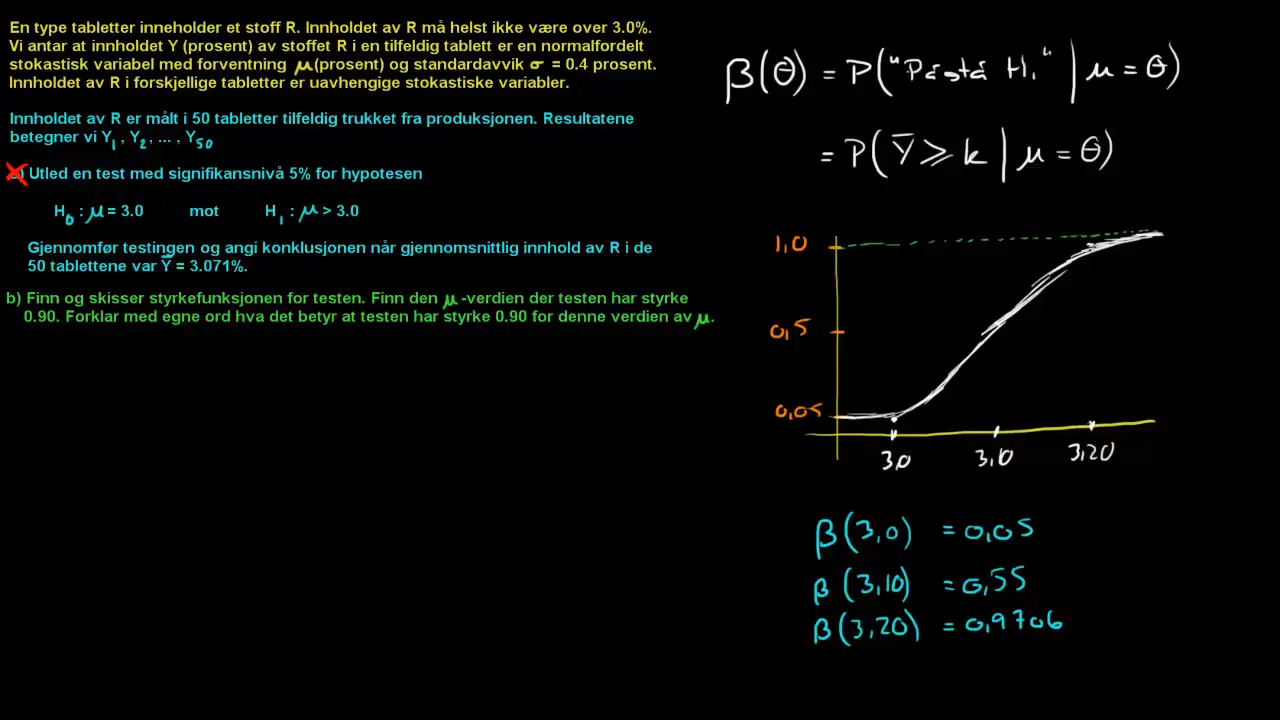 En type tabletter inneholder et stoff R. Innholdet av R må helst ikke være over 3.0%.
Vi antar at innholdet Y (prosent) av stoffet R i en tilfeldig tablett er en normalfordelt
stokastisk variabel med forventning μ (prosent) og standardavvik σ = 0.4 prosent.
Innholdet av R i forskjellige tabletter er uavhengige stokastiske variabler.
Innholdet av R er målt i 50 tabletter tilfeldig trukket fra produksjonen. Resultatene
betegner vi Y₁ , Y₂ , ... , Y₅₀
a) Utled en test med signifikansnivå 5% for hypotesen
H₀ : μ = 3.0 mot H₁ : μ > 3.0
Gjennomfør testingen og angi konklusjonen når gjennomsnittlig innhold av R i de
50 tablettene var Ȳ = 3.071%.
b) Finn og skisser styrkefunksjonen for testen. Finn den μ -verdien der testen har styrke
0.90. Forklar med egne ord hva det betyr at testen har styrke 0.90 for denne verdien av μ.
β(θ) = P("Påstå H₁" | μ = θ)
= P(Ȳ ≥ k | μ = θ)
1,0
0,5
0,05
3,0 3,10 3,20
β(3,0) = 0,05
β(3,10) = 0,55
β(3,20) = 0,9706